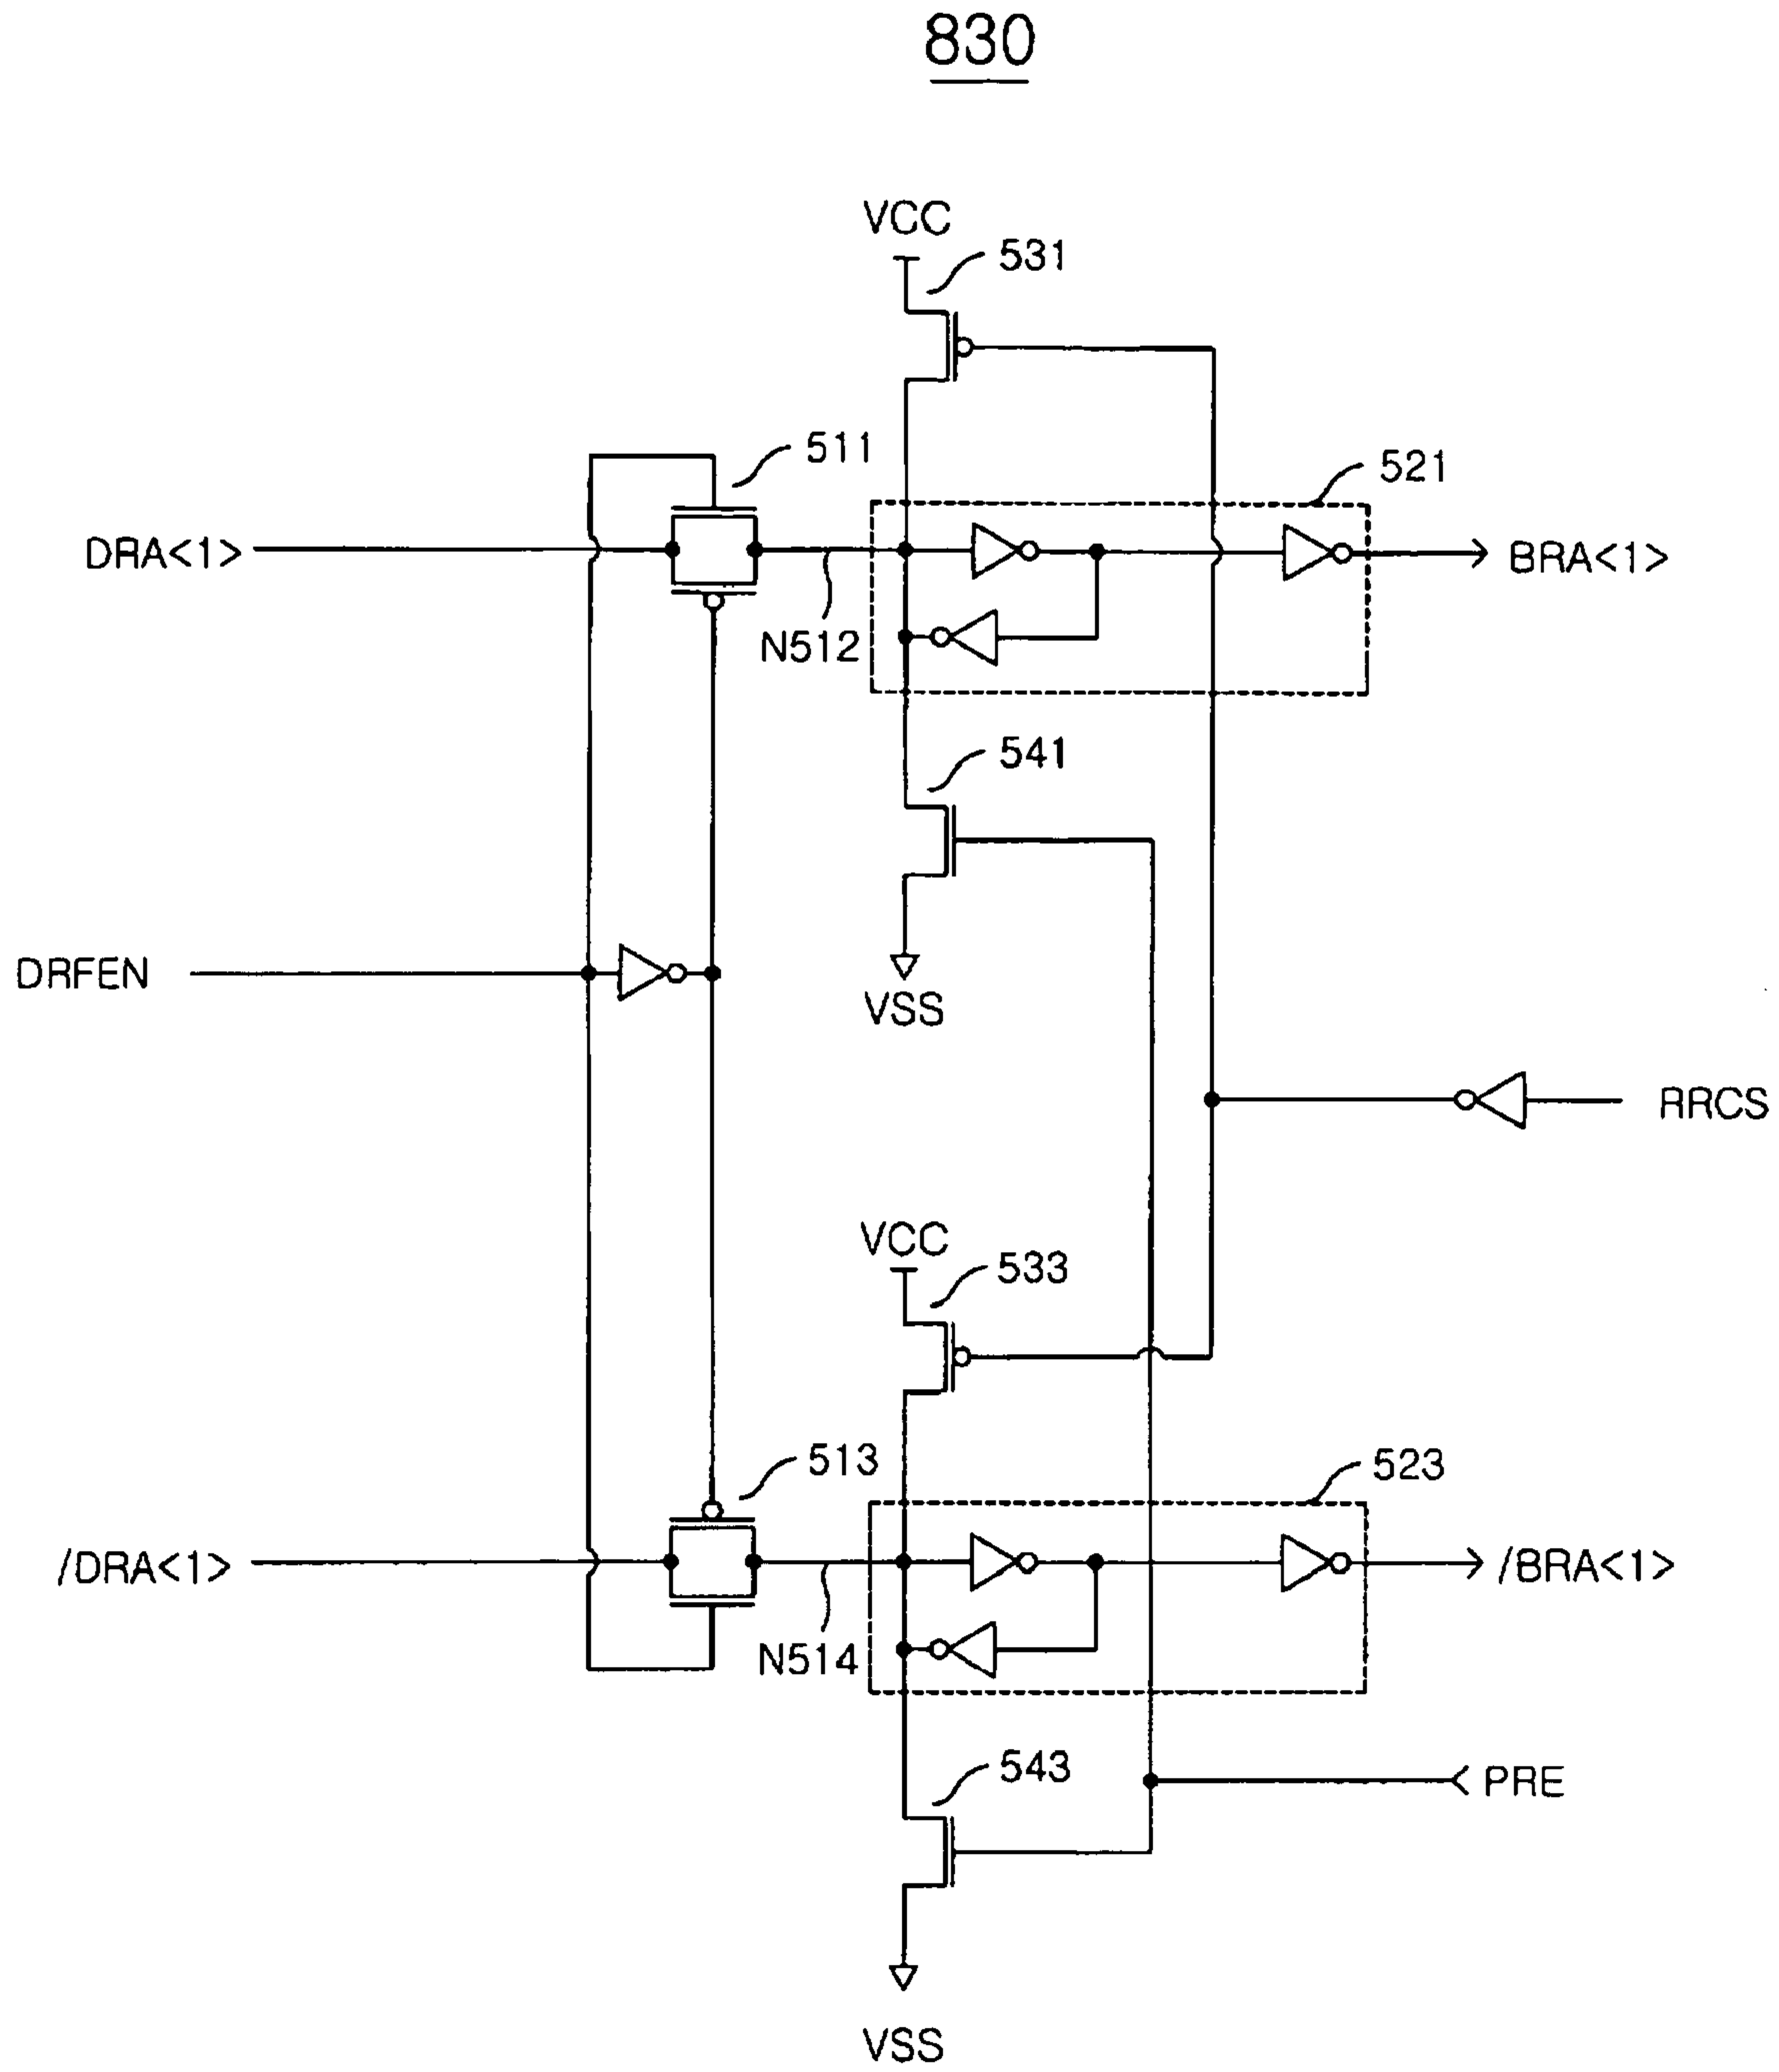 830
VCC
531
511
521
DRA<1>
BRA<1>
N512
541
DRFEN
VSS
RRCS
VCC
533
513
523
/DRA<1>
/BRA<1>
N514
543
PRE
VSS